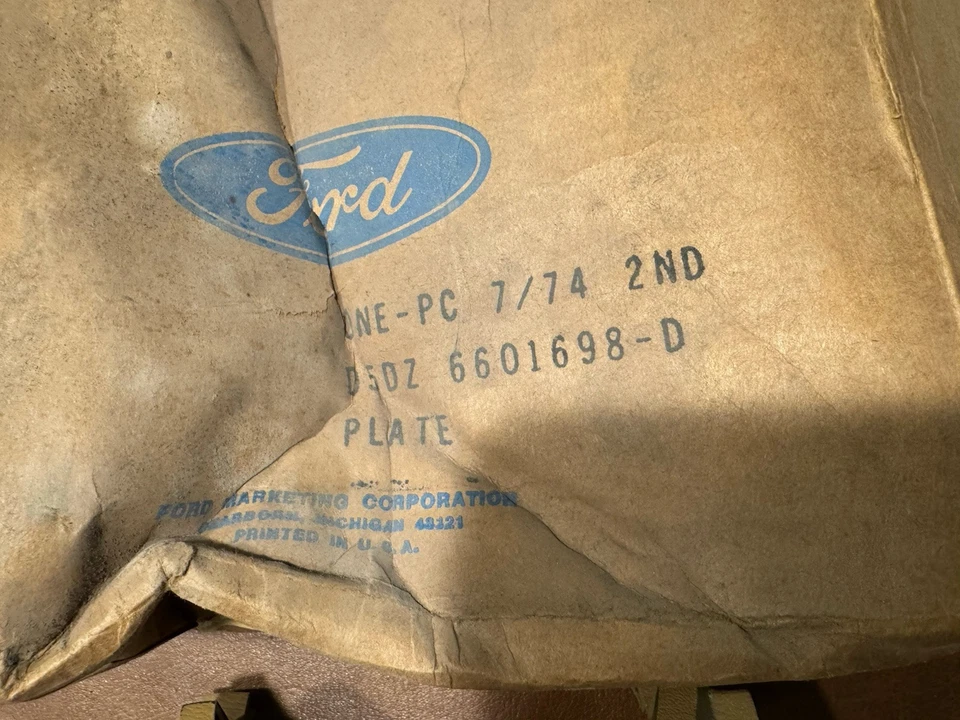 Ford
ONE-PC 7/74 2ND
D5DZ 6601698-D
PLATE
FORD MARKETING CORPORATION
DEARBORN, MICHIGAN 48121
PRINTED IN U.S.A.